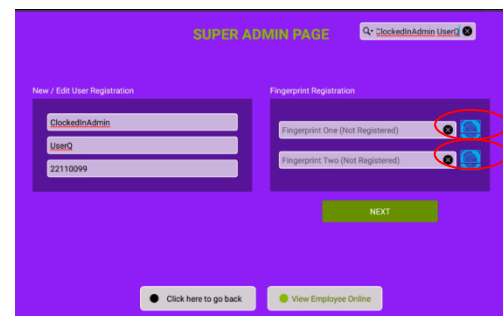 SUPER ADMIN PAGE
ClockedInAdmin UserQ
New / Edit User Registration
Fingerprint Registration
ClockedInAdmin
UserQ
22110099
Fingerprint One (Not Registered)
Fingerprint Two (Not Registered)
NEXT
Click here to go back
View Employee Online